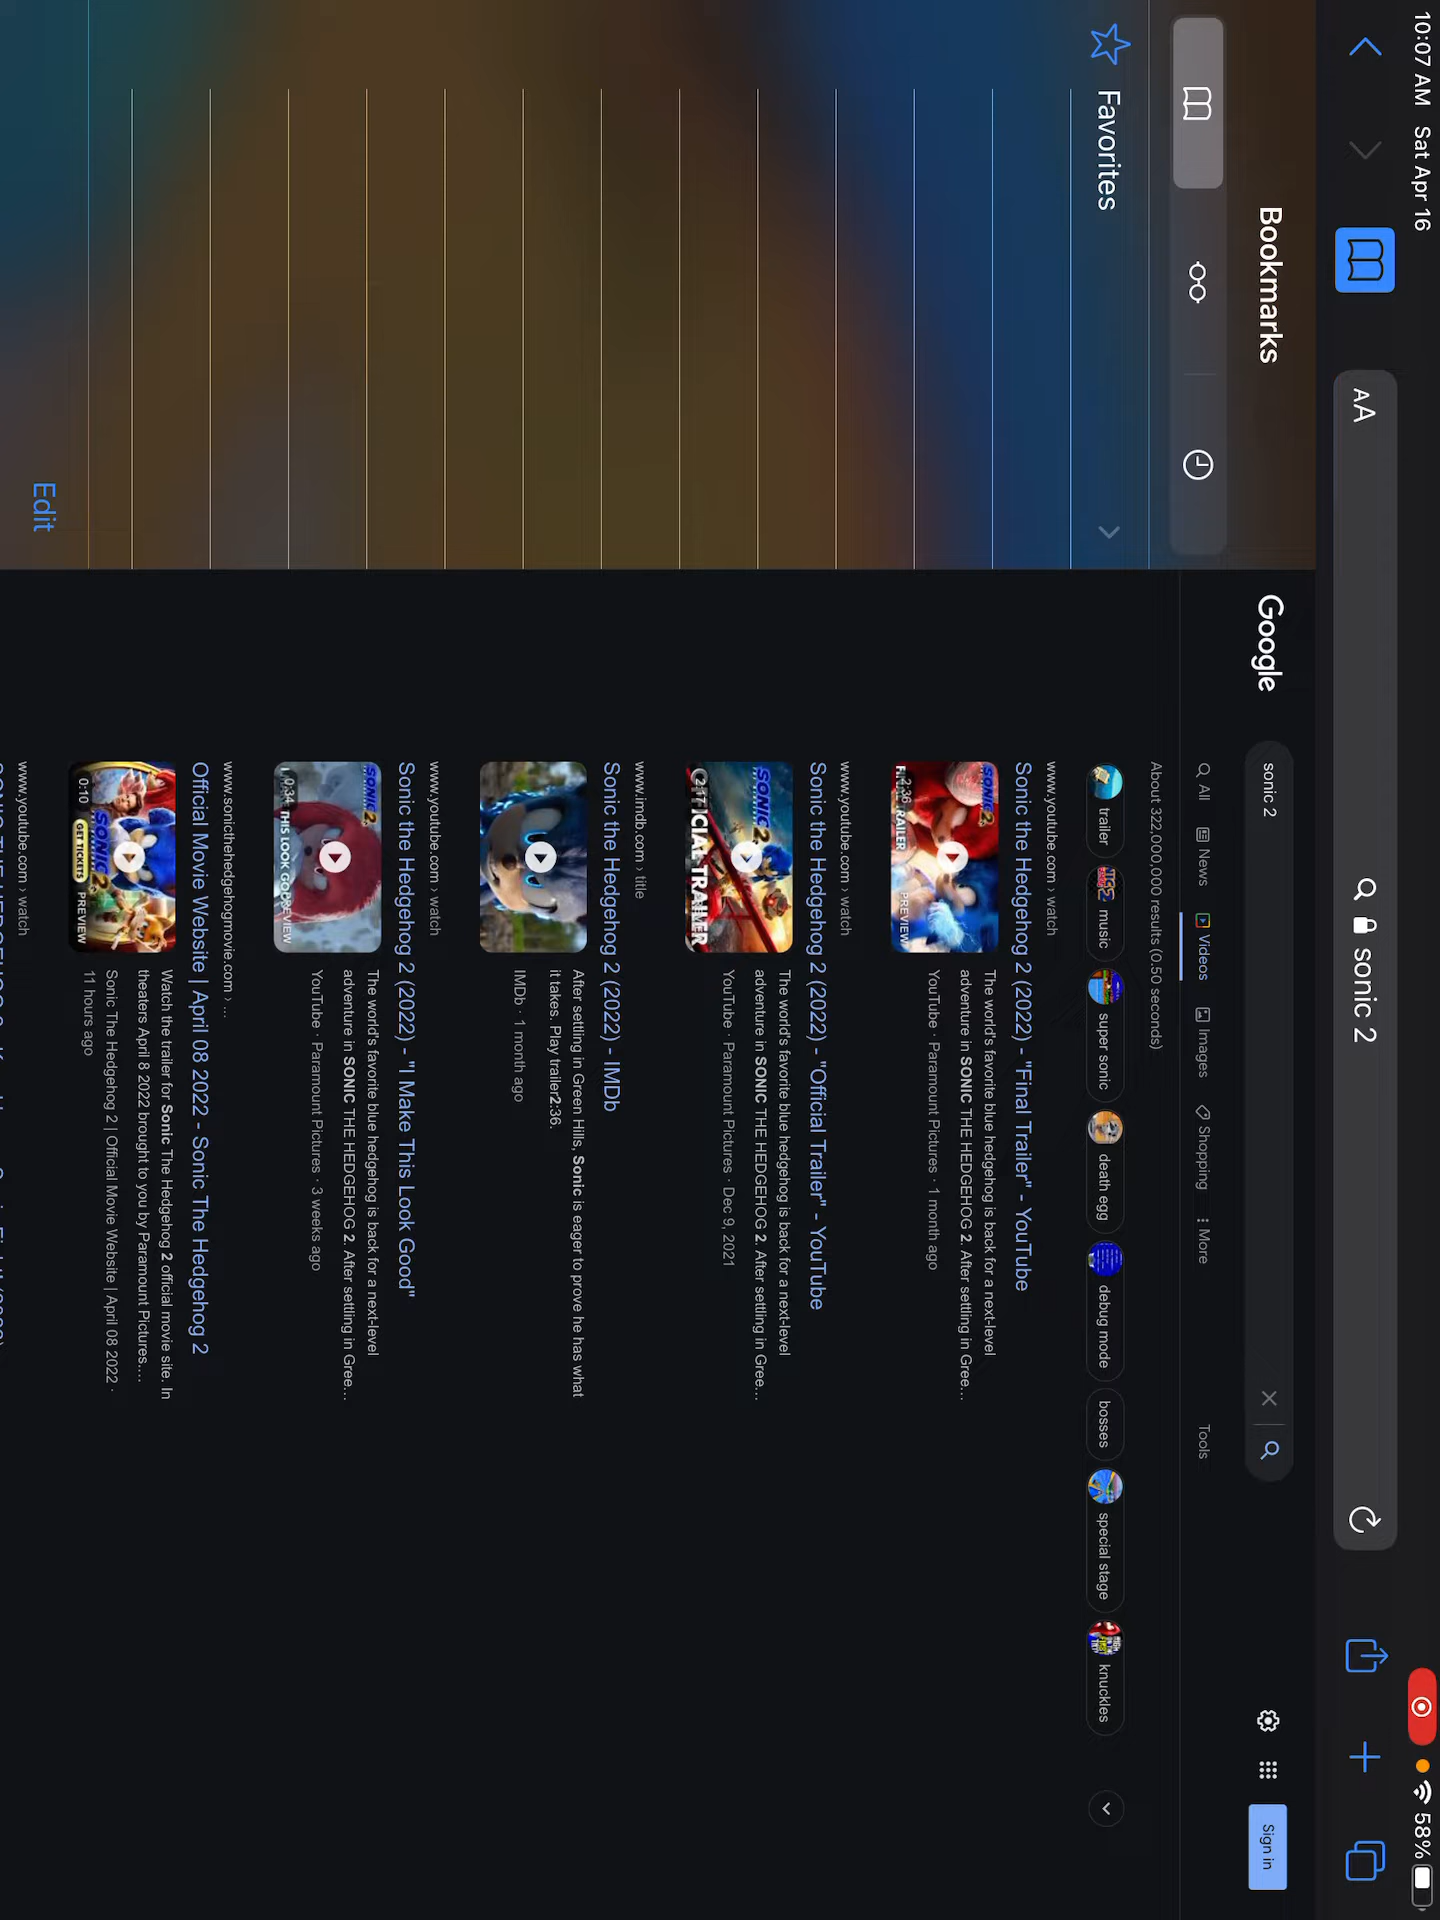 10:07 AM Sat Apr 16
58%
AA
sonic 2
Bookmarks
Favorites
Edit
Google
sonic 2
Sign in
All
News
Videos
Images
Shopping
More
Tools
About 322,000,000 results (0.50 seconds)
trailer
music
super sonic
death egg
debug mode
bosses
special stage
knuckles
www.youtube.com › watch
Sonic the Hedgehog 2 (2022) - "Final Trailer" - YouTube
2:36
PREVIEW
The world's favorite blue hedgehog is back for a next-level
adventure in SONIC THE HEDGEHOG 2. After settling in Gree...
YouTube · Paramount Pictures · 1 month ago
www.youtube.com › watch
Sonic the Hedgehog 2 (2022) - "Official Trailer" - YouTube
SONIC 2
2:17
The world's favorite blue hedgehog is back for a next-level
adventure in SONIC THE HEDGEHOG 2. After settling in Gree...
YouTube · Paramount Pictures · Dec 9, 2021
www.imdb.com › title
Sonic the Hedgehog 2 (2022) - IMDb
After settling in Green Hills, Sonic is eager to prove he has what
it takes. Play trailer2:36.
IMDb · 1 month ago
www.youtube.com › watch
Sonic the Hedgehog 2 (2022) - "I Make This Look Good"
SONIC 2
0:34
PREVIEW
The world's favorite blue hedgehog is back for a next-level
adventure in SONIC THE HEDGEHOG 2. After settling in Gree...
YouTube · Paramount Pictures · 3 weeks ago
www.sonicthehedgehogmovie.com › ...
Official Movie Website | April 08 2022 - Sonic The Hedgehog 2
SONIC 2
GET TICKETS
0:10
PREVIEW
Watch the trailer for Sonic The Hedgehog 2 official movie site. In
theaters April 8 2022 brought to you by Paramount Pictures....
Sonic The Hedgehog 2 | Official Movie Website | April 08 2022 ·
11 hours ago
www.youtube.com › watch